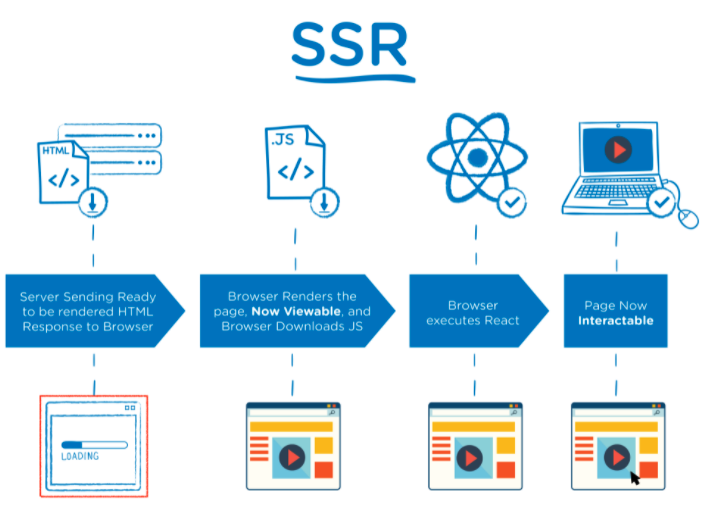 SSR
HTML
</>
.JS
</>
Server Sending Ready
to be rendered HTML
Response to Browser
Browser Renders the
page, Now Viewable, and
Browser Downloads JS
Browser
executes React
Page Now
Interactable
LOADING